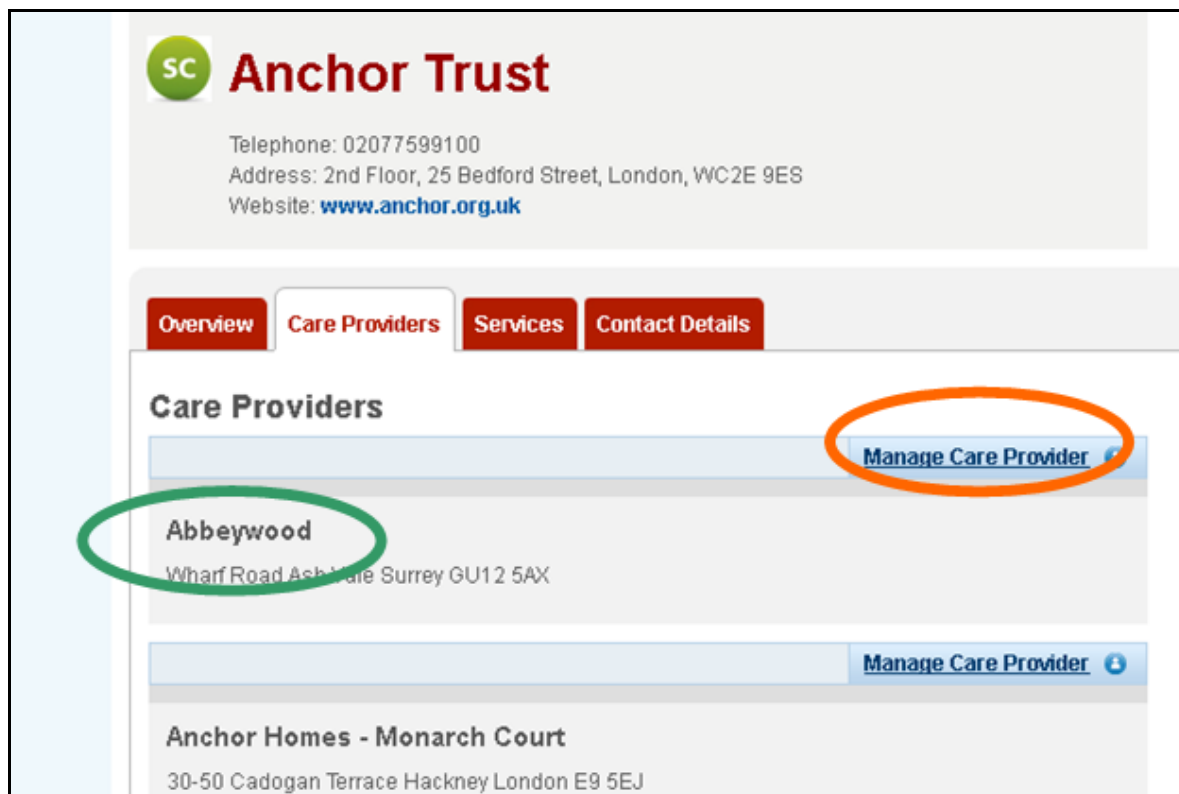 SC
Anchor Trust
Telephone: 02077599100
Address: 2nd Floor, 25 Bedford Street, London, WC2E 9ES
Website: www.anchor.org.uk
Overview Care Providers Services Contact Details
Care Providers
Manage Care Provider
Abbeywood
Wharf Road Ash Vale Surrey GU12 5AX
Manage Care Provider
Anchor Homes - Monarch Court
30-50 Cadogan Terrace Hackney London E9 5EJ